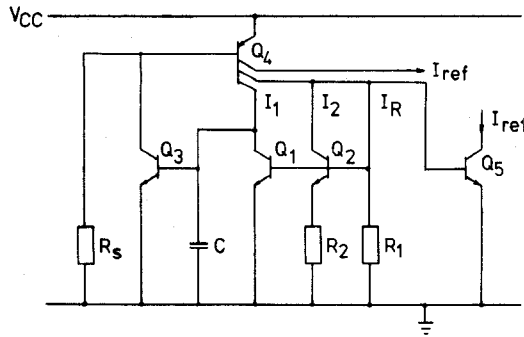 VCC
Q4
Iref
I1 I2 IR
Iref
Q3 Q1 Q2 Q5
Rs C R2 R1